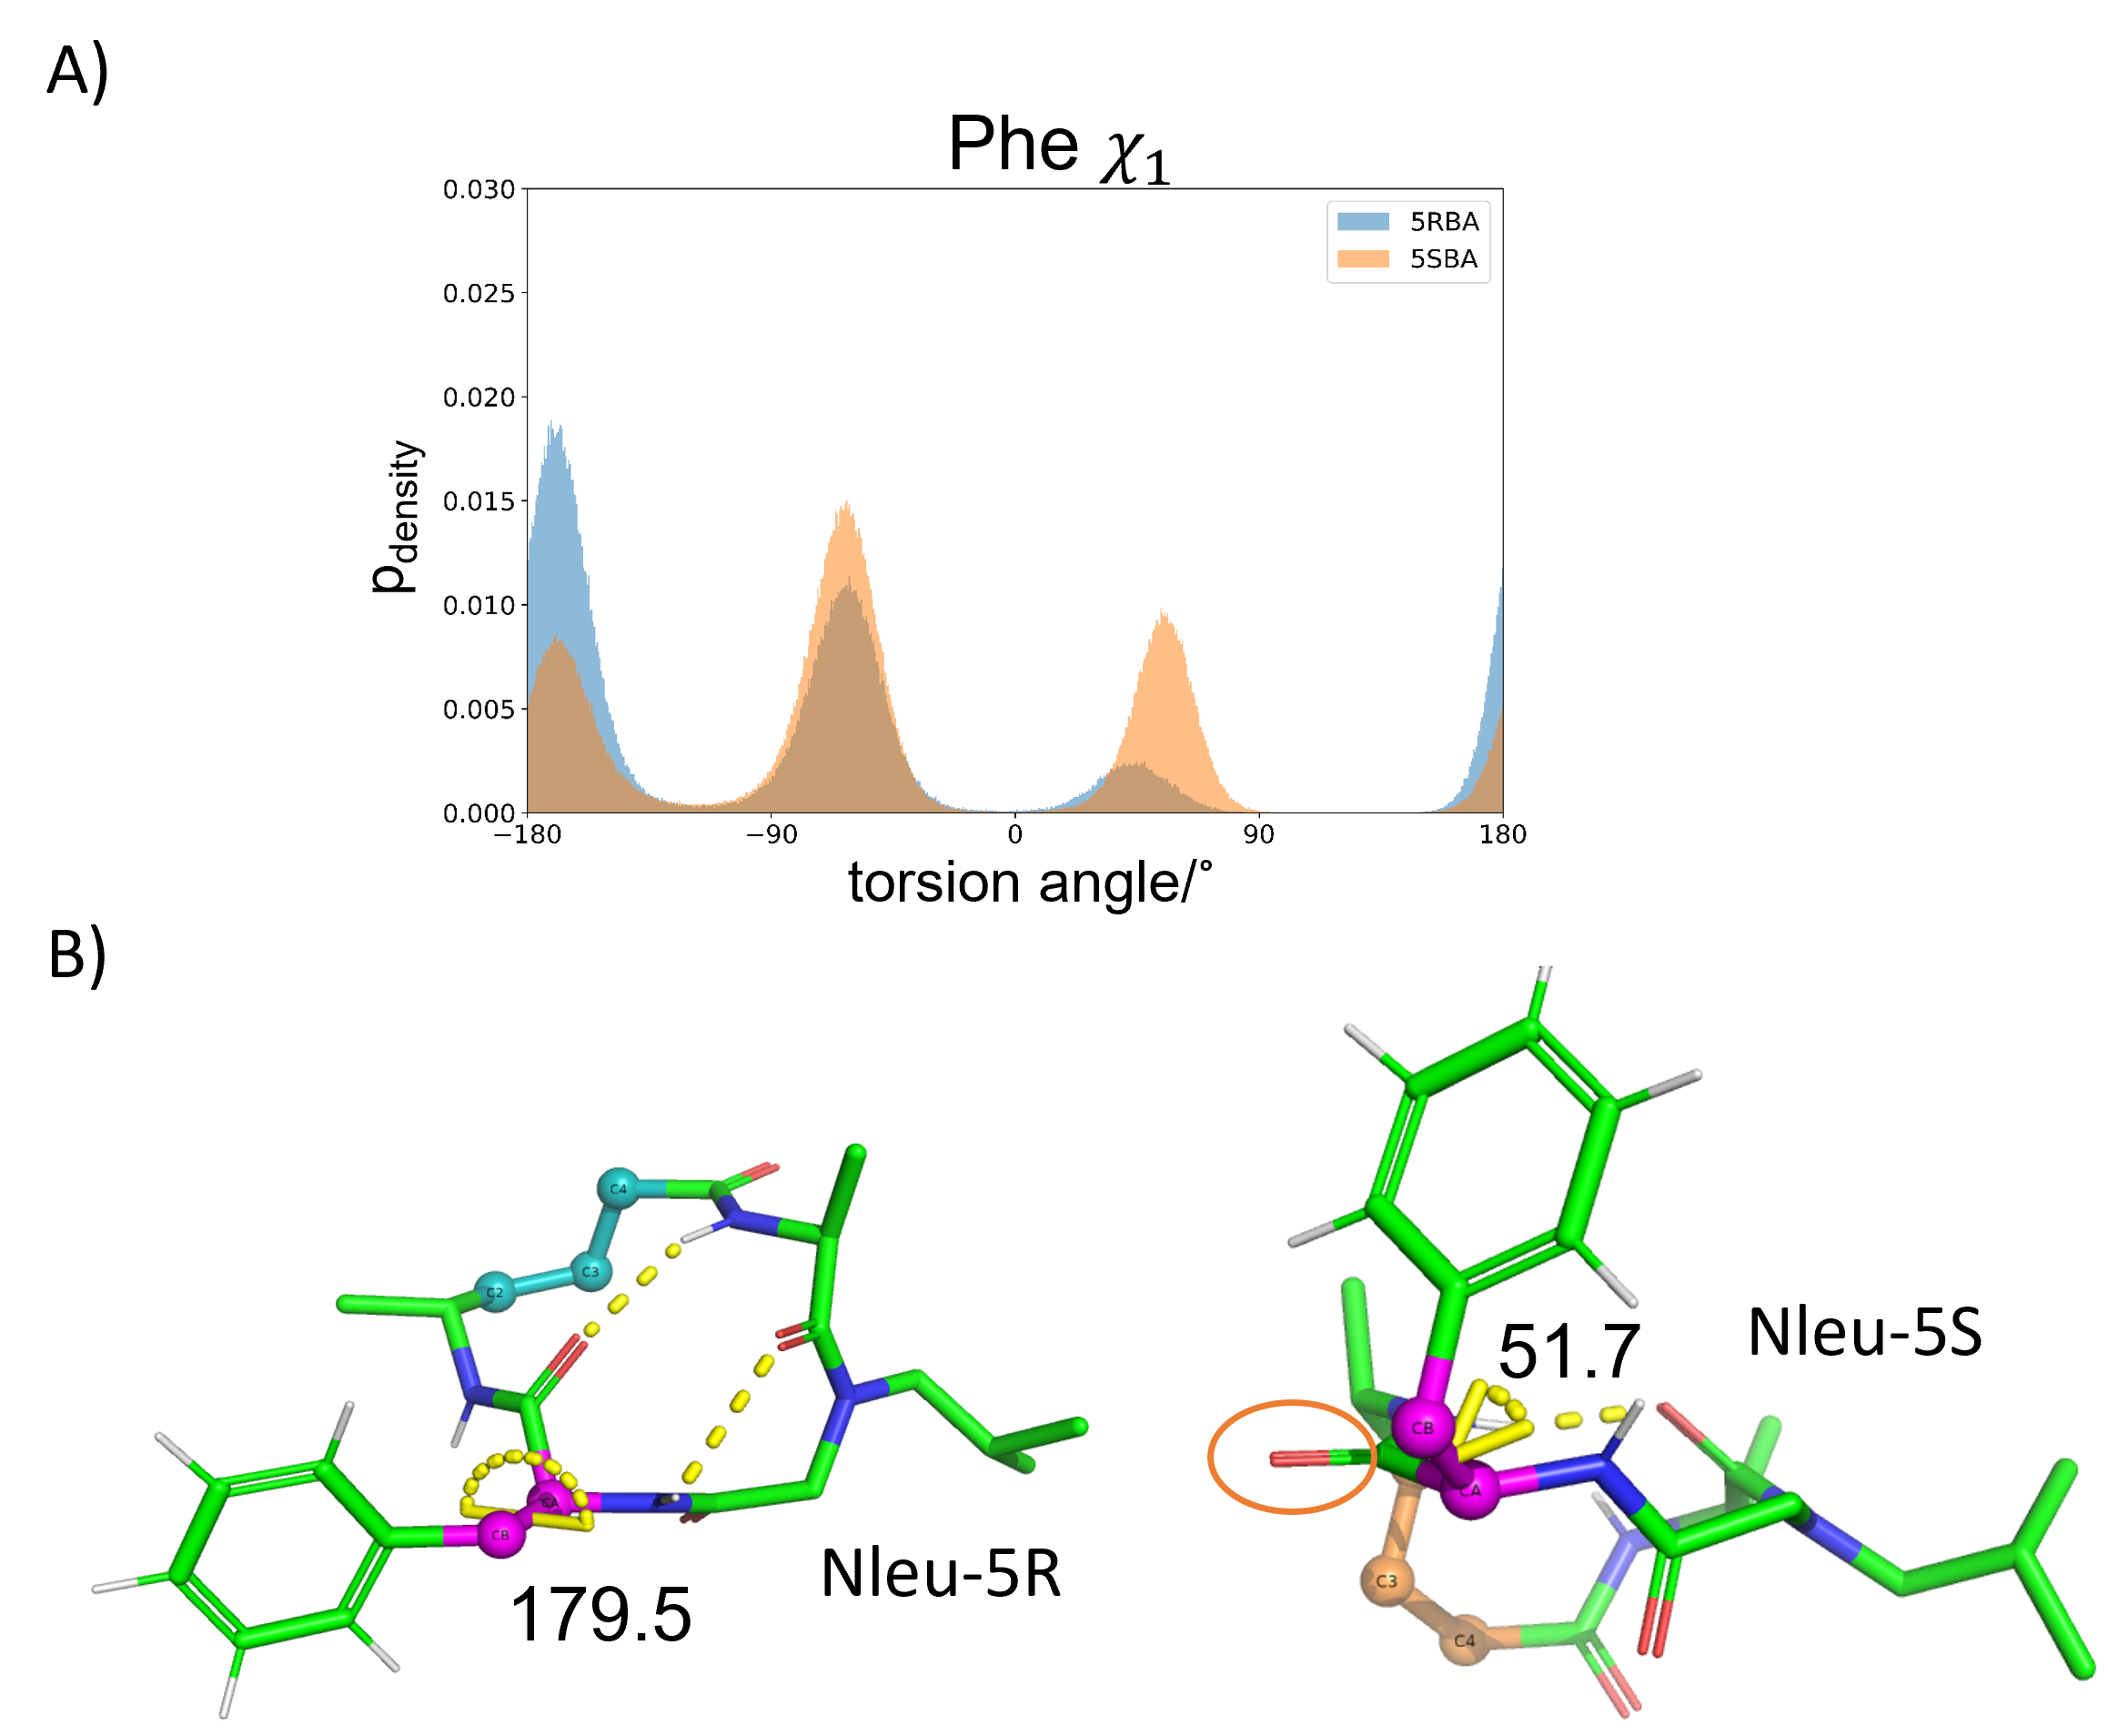 A)
Phe χ₁
0.030
0.025
0.020
0.015
0.010
0.005
0.000
p_density
5RBA
5SBA
−180 −90 0 90 180
torsion angle/°
B)
C4
C3
C2
CA
CB
179.5
Nleu-5R
51.7
Nleu-5S
CB
CA
C3
C4